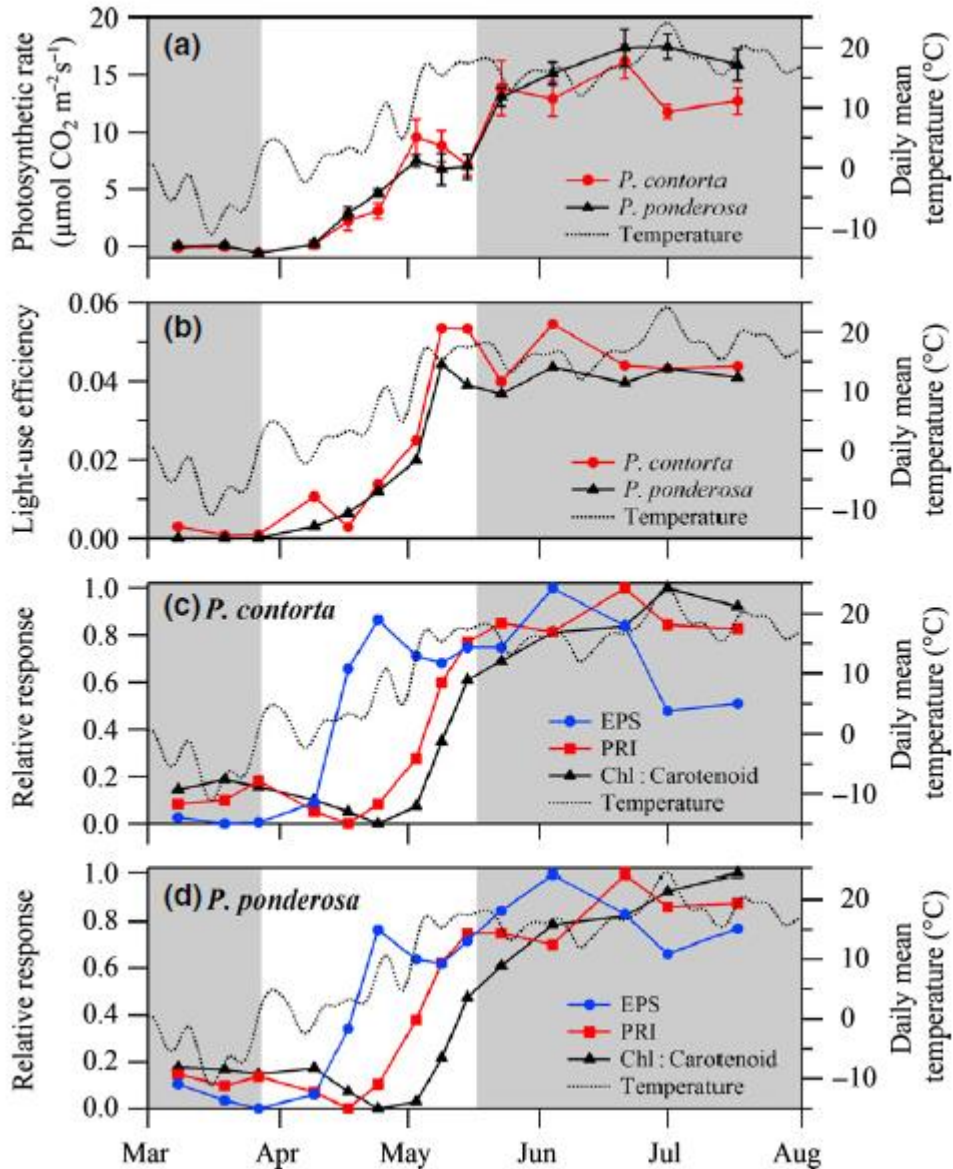 (a)
Photosynthetic rate
(µmol CO₂ m⁻² s⁻¹)
20
15
10
5
0
P. contorta
P. ponderosa
Temperature
20
10
0
−10
Daily mean
temperature (°C)
(b)
Light-use efficiency
0.06
0.04
0.02
0.00
P. contorta
P. ponderosa
Temperature
20
10
0
−10
Daily mean
temperature (°C)
(c) P. contorta
Relative response
1.0
0.8
0.6
0.4
0.2
0.0
EPS
PRI
Chl : Carotenoid
Temperature
20
10
0
−10
Daily mean
temperature (°C)
(d) P. ponderosa
Relative response
1.0
0.8
0.6
0.4
0.2
0.0
EPS
PRI
Chl : Carotenoid
Temperature
20
10
0
−10
Daily mean
temperature (°C)
Mar Apr May Jun Jul Aug